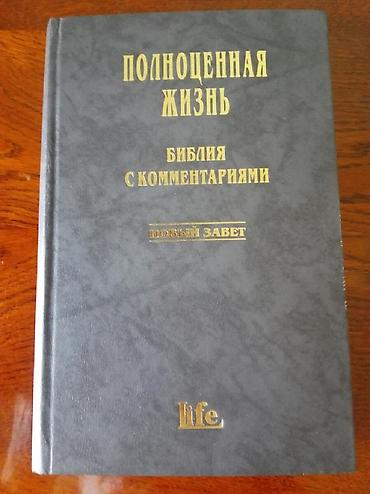 ПОЛНОЦЕННАЯ
ЖИЗНЬ
БИБЛИЯ
С КОММЕНТАРИЯМИ
НОВЫЙ ЗАВЕТ
life